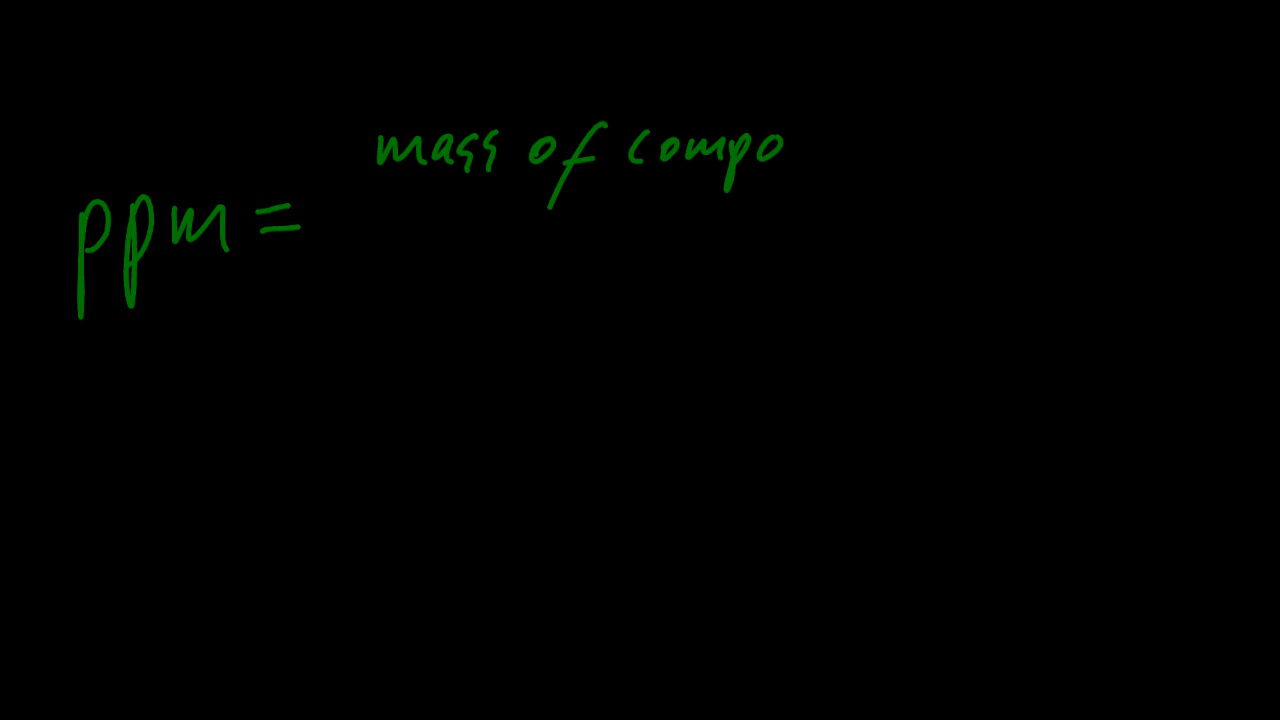 mass of compo
ppm =